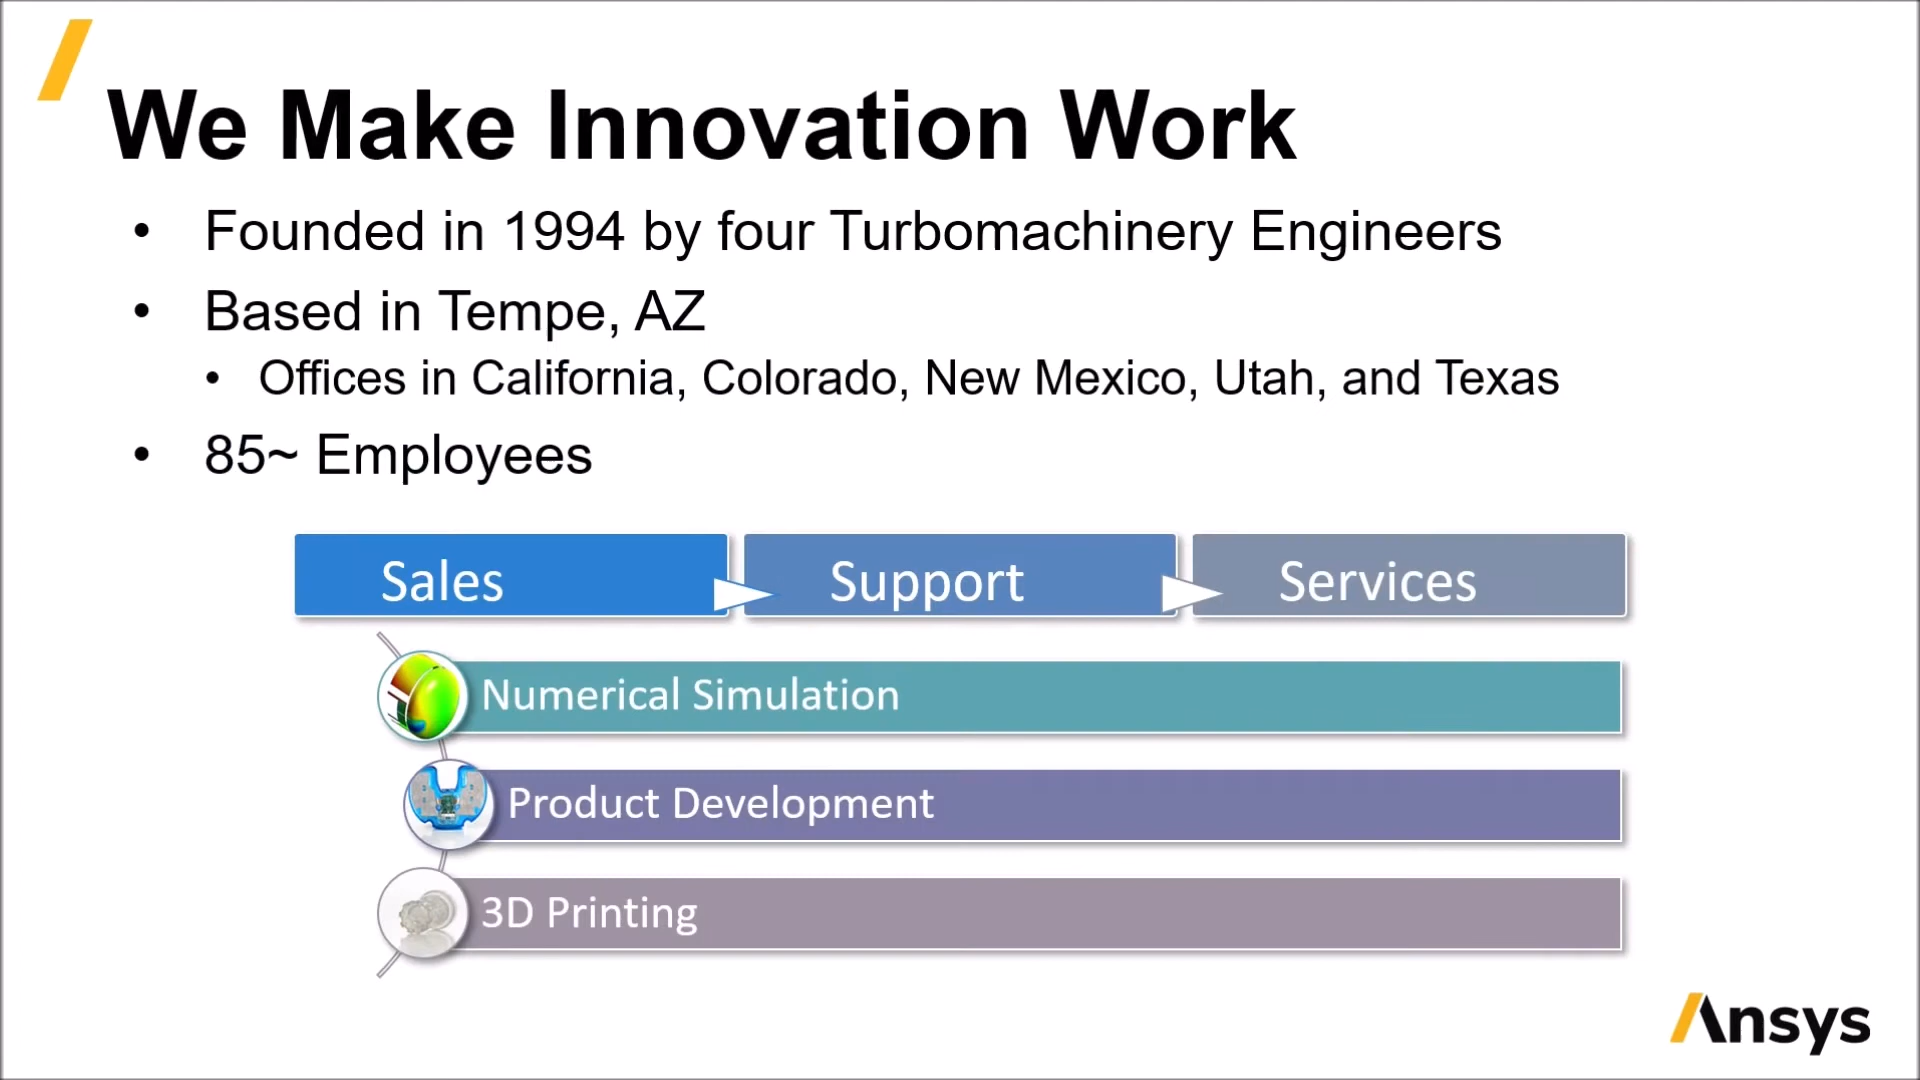 We Make Innovation Work
• Founded in 1994 by four Turbomachinery Engineers
• Based in Tempe, AZ
• Offices in California, Colorado, New Mexico, Utah, and Texas
• 85~ Employees
Sales
Support
Services
Numerical Simulation
Product Development
3D Printing
Ansys